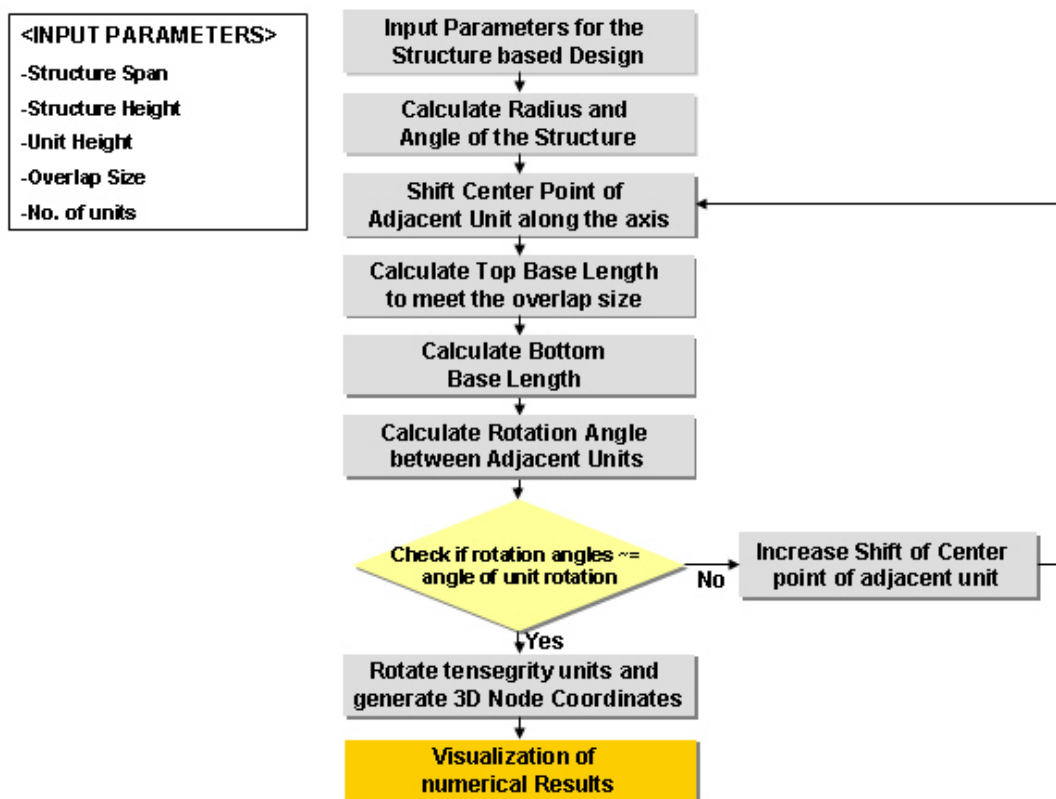 <INPUT PARAMETERS>
-Structure Span
-Structure Height
-Unit Height
-Overlap Size
-No. of units
Input Parameters for the
Structure based Design
Calculate Radius and
Angle of the Structure
Shift Center Point of
Adjacent Unit along the axis
Calculate Top Base Length
to meet the overlap size
Calculate Bottom
Base Length
Calculate Rotation Angle
between Adjacent Units
Check if rotation angles ~=
angle of unit rotation
No
Increase Shift of Center
point of adjacent unit
Yes
Rotate tensegrity units and
generate 3D Node Coordinates
Visualization of
numerical Results